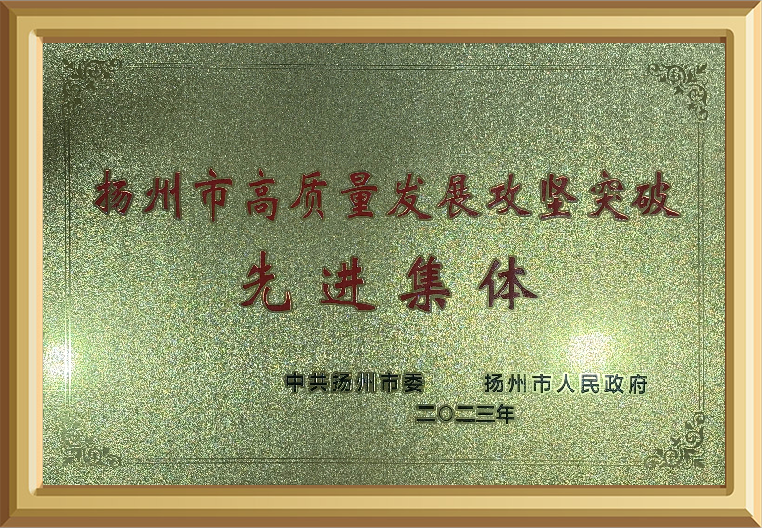 扬州市高质量发展攻坚突破
先进集体
中共扬州市委 扬州市人民政府
二〇二三年